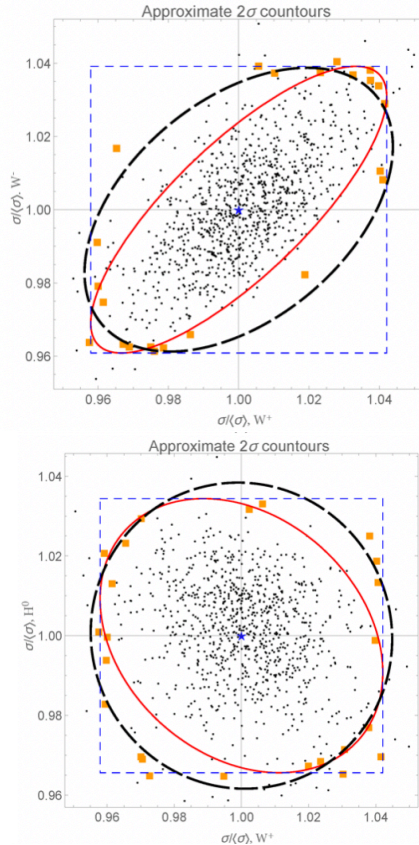 Approximate 2σ countours
1.04
1.02
1.00
0.98
0.96
σ/⟨σ⟩, W⁻
0.96 0.98 1.00 1.02 1.04
σ/⟨σ⟩, W⁺
Approximate 2σ countours
1.04
1.02
1.00
0.98
0.96
σ/⟨σ⟩, H⁰
0.96 0.98 1.00 1.02 1.04
σ/⟨σ⟩, W⁺